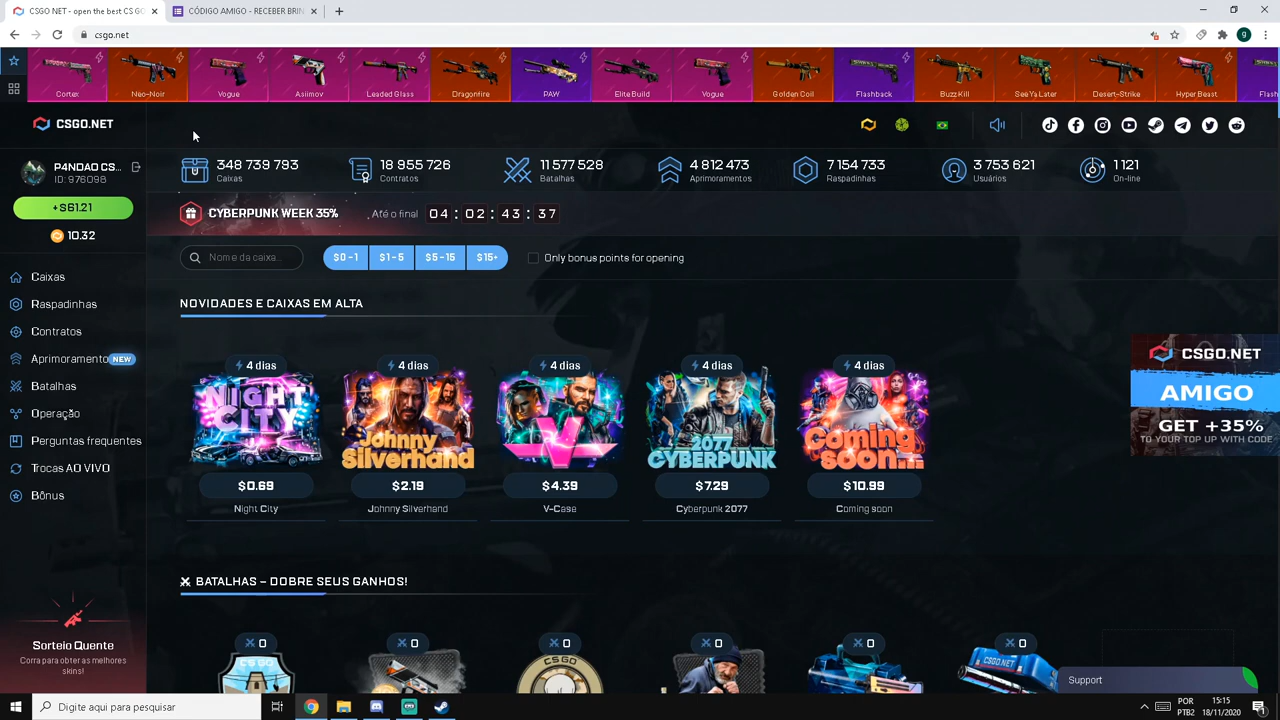 CSGO NET - open the best CS GO
CÓDIGO AMIGO - RECEBER BRIN
csgo.net
Cortex
Neo-Noir
Vogue
Asiimov
Leaded Glass
Dragonfire
PAW
Elite Build
Vogue
Golden Coil
Flashback
Buzz Kill
See Ya Later
Desert-Strike
Hyper Beast
Flash
CSGO.NET
P4NDAO CS...
ID: 976098
+$61.21
10.32
348 739 793
Caixas
18 955 726
Contratos
11 577 528
Batalhas
4 812 473
Aprimoramentos
7 154 733
Raspadinhas
3 753 621
Usuários
1 121
On-line
CYBERPUNK WEEK 35%
Até o final
04 : 02 : 43 : 37
Nome de caixa...
$0 - 1
$1 - 5
$5 - 15
$15+
Only bonus points for opening
Caixas
Raspadinhas
Contratos
Aprimoramento
NEW
Batalhas
Operação
Perguntas frequentes
Trocas AO VIVO
Bônus
NOVIDADES E CAIXAS EM ALTA
4 dias
4 dias
4 dias
4 dias
4 dias
NIGHT CITY
Johnny Silverhand
V
2077 CYBERPUNK
Coming soon...
$0.69
$2.19
$4.39
$7.29
$10.99
Night City
Johnny Silverhand
V-Case
Cyberpunk 2077
Coming soon
CSGO.NET
AMIGO
GET +35%
TO YOUR TOP UP WITH CODE
BATALHAS – DOBRE SEUS GANHOS!
0
0
0
0
0
0
CS GO
CS GO
CSGO.NET
Sorteio Quente
Corra para obter as melhores
skins!
Support
Digite aqui para pesquisar
POR
PTB2
15:15
18/11/2020